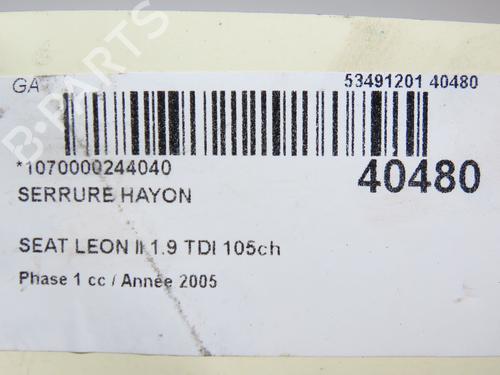 B-PARTS
GA
53491201 40480
*1070000244040
40480
SERRURE HAYON
SEAT LEON II 1.9 TDI 105ch
Phase 1 cc / Année 2005